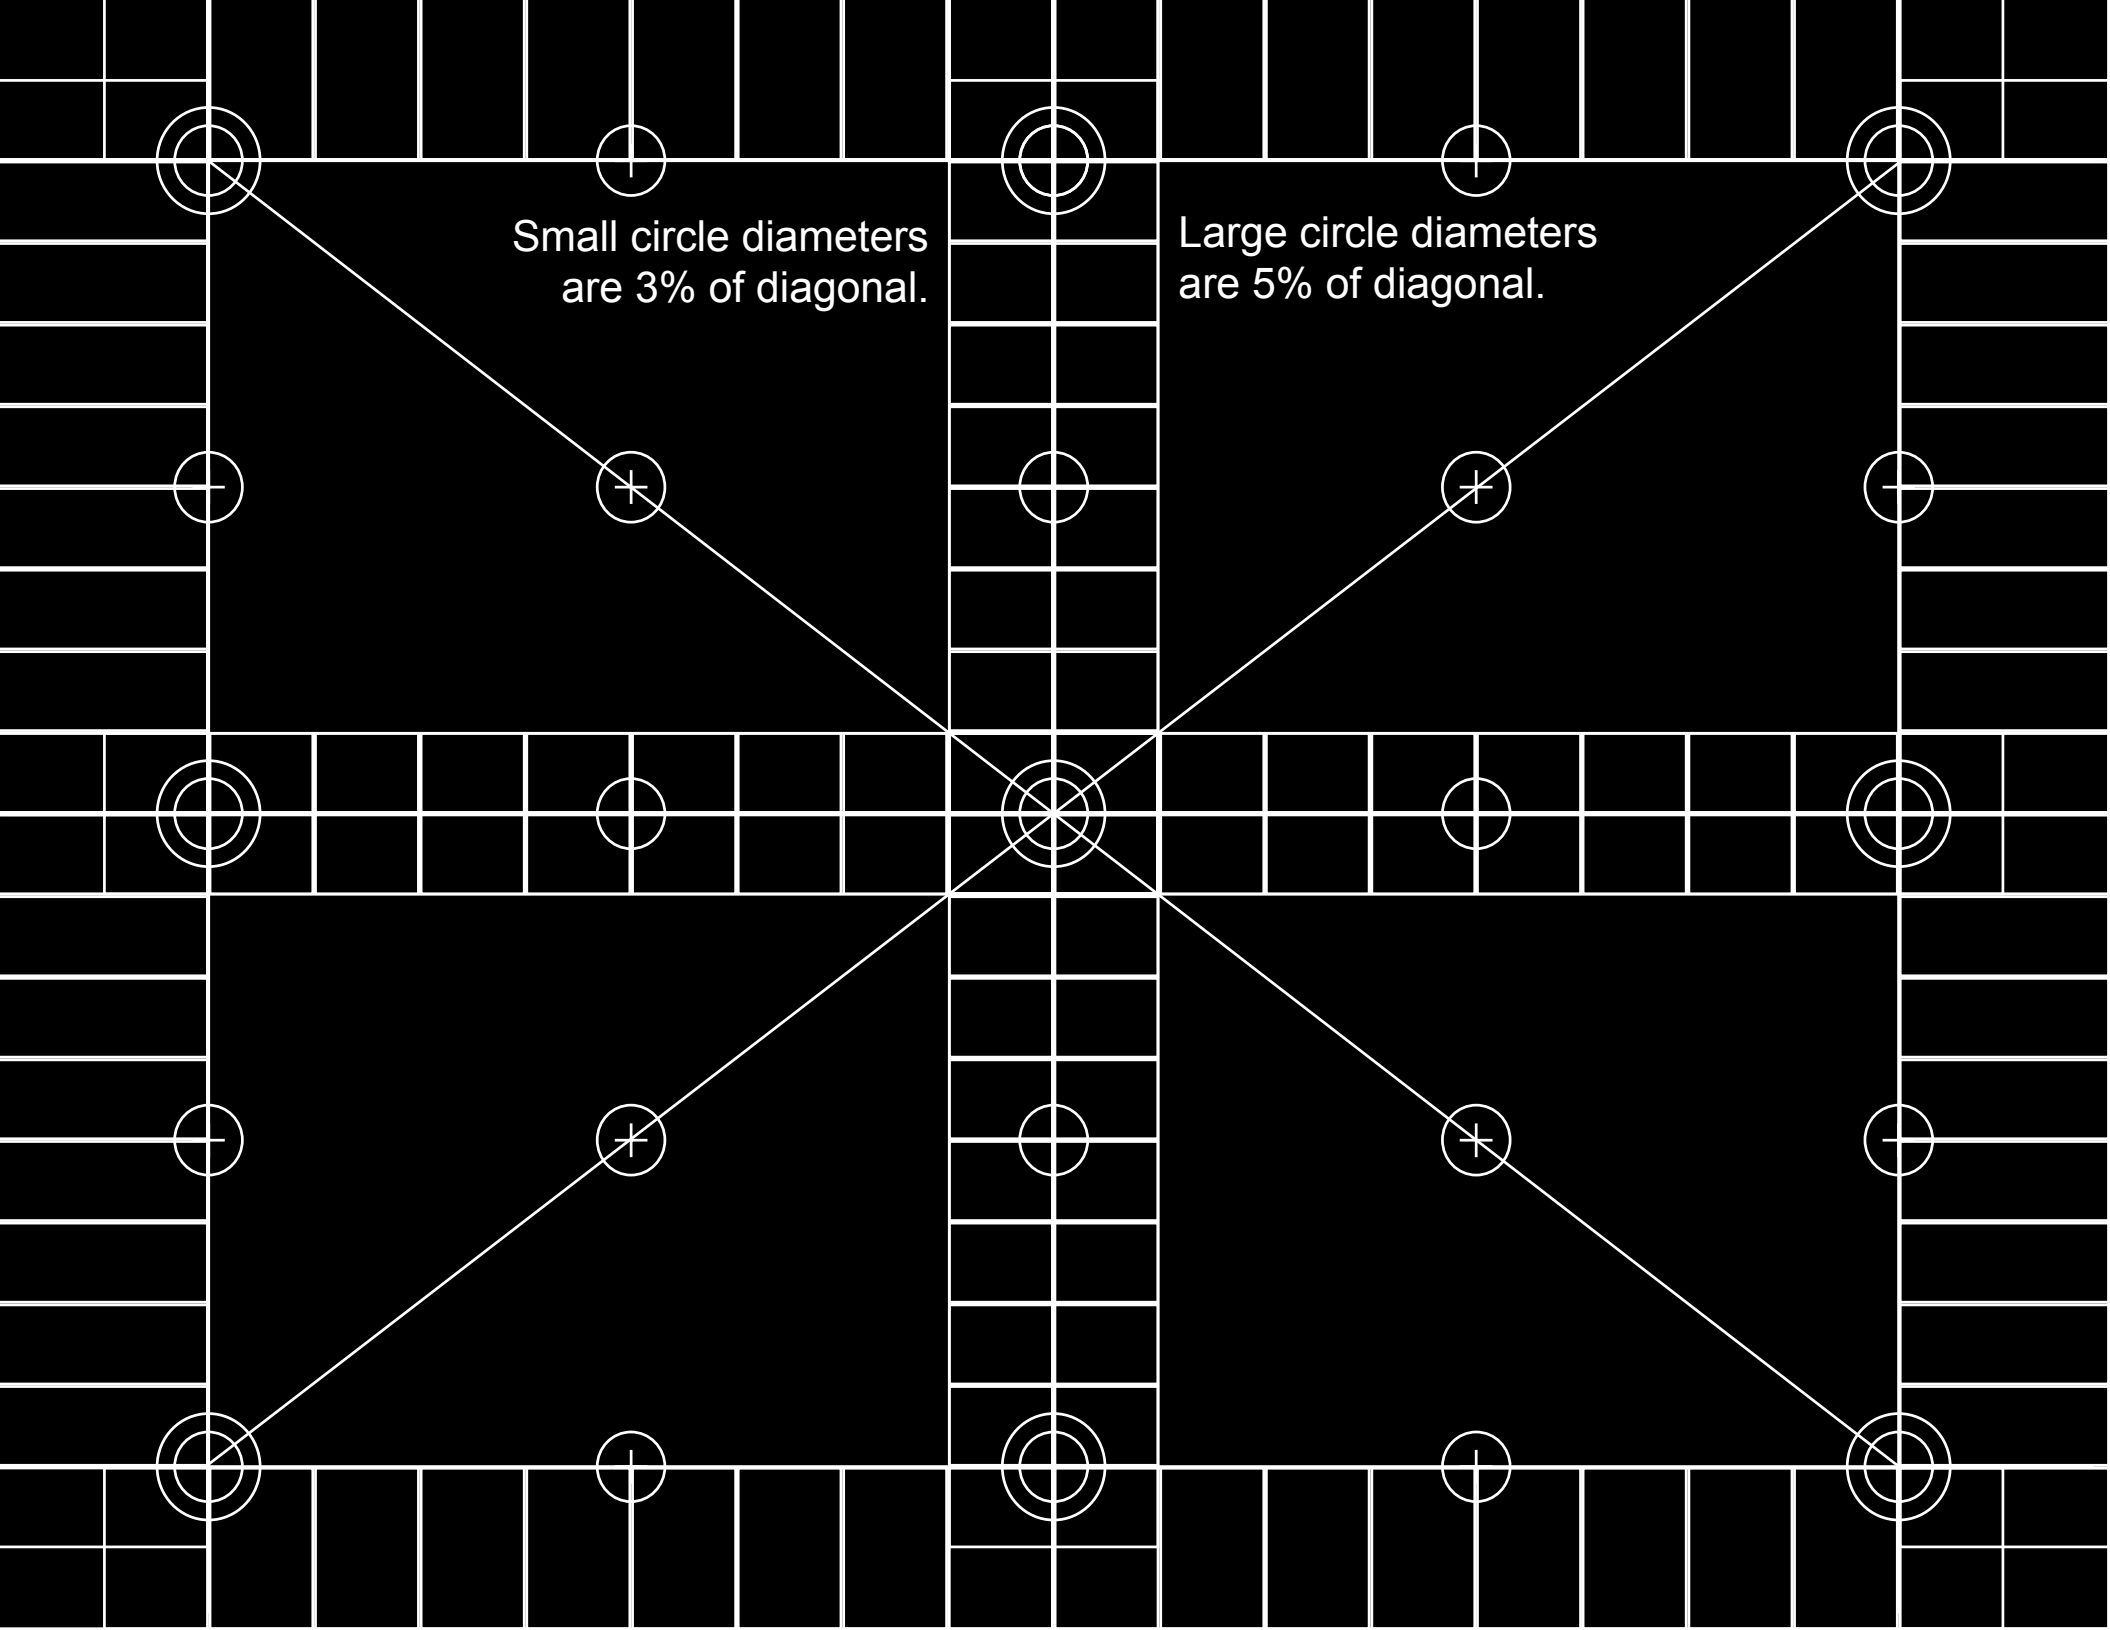 Small circle diameters
are 3% of diagonal.
Large circle diameters
are 5% of diagonal.